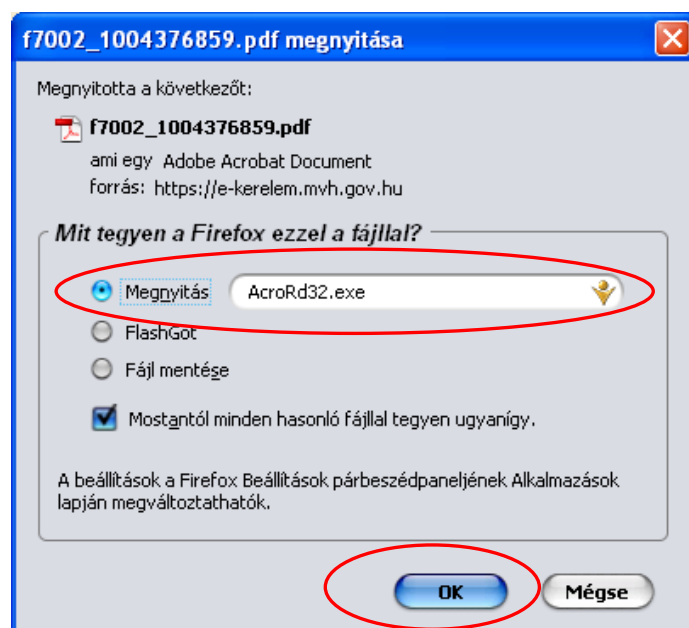 f7002_1004376859.pdf megnyitása
Megnyitotta a következőt:
f7002_1004376859.pdf
ami egy Adobe Acrobat Document
forrás: https://e-kerelem.mvh.gov.hu
Mit tegyen a Firefox ezzel a fájllal?
Megnyitás AcroRd32.exe
FlashGot
Fájl mentése
Mostantól minden hasonló fájllal tegyen ugyanígy.
A beállítások a Firefox Beállítások párbeszédpaneljének Alkalmazások
lapján megváltoztathatók.
OK Mégse